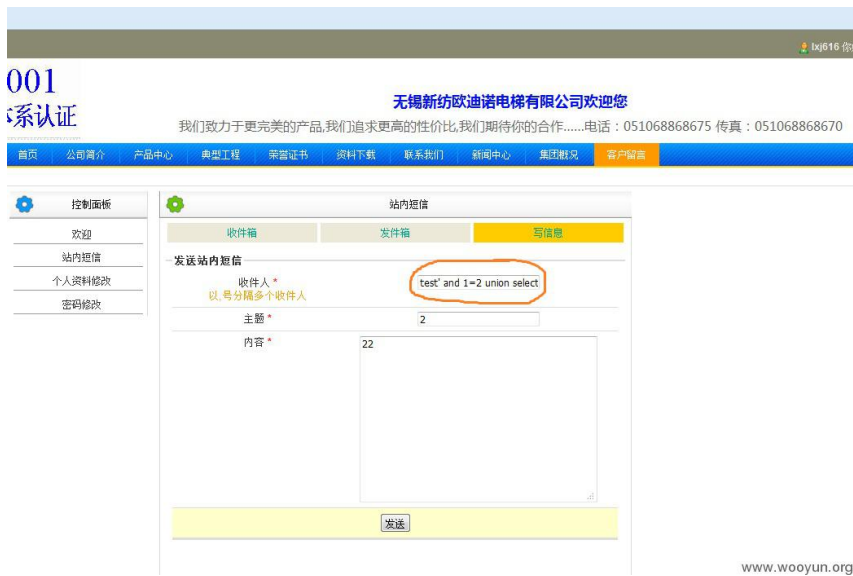 lxj616 你
001
体系认证
无锡新纺欧迪诺电梯有限公司欢迎您
我们致力于更完美的产品,我们追求更高的性价比,我们期待你的合作......电话：051068868675 传真：051068868670
首页 公司简介 产品中心 典型工程 荣誉证书 资料下载 联系我们 新闻中心 集团概况 客户留言
控制面板
欢迎
站内短信
个人资料修改
密码修改
站内短信
收件箱 发件箱 写信息
发送站内短信
收件人 * test' and 1=2 union select
以,号分隔多个收件人
主题 * 2
内容 * 22
发送
www.wooyun.org